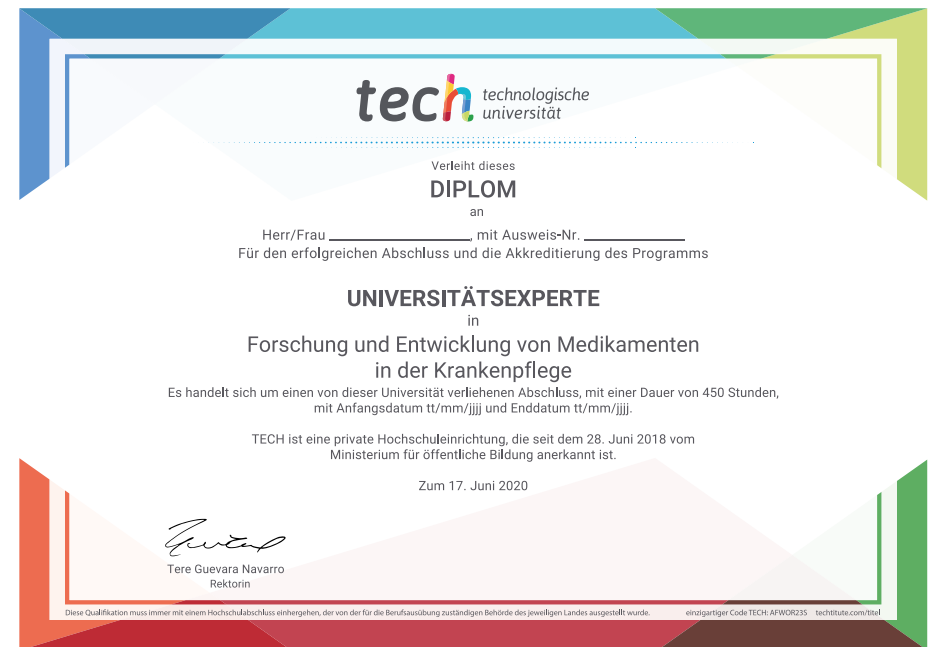 tech technologische
universität
Verleiht dieses
DIPLOM
an
Herr/Frau ____________, mit Ausweis-Nr. ____________
Für den erfolgreichen Abschluss und die Akkreditierung des Programms
UNIVERSITÄTSEXPERTE
in
Forschung und Entwicklung von Medikamenten
in der Krankenpflege
Es handelt sich um einen von dieser Universität verliehenen Abschluss, mit einer Dauer von 450 Stunden,
mit Anfangsdatum tt/mm/jjjj und Enddatum tt/mm/jjjj.
TECH ist eine private Hochschuleinrichtung, die seit dem 28. Juni 2018 vom
Ministerium für öffentliche Bildung anerkannt ist.
Zum 17. Juni 2020
Tere Guevara Navarro
Rektorin
Diese Qualifikation muss immer mit einem Hochschulabschluss einhergehen, der von der für die Berufsausübung zuständigen Behörde des jeweiligen Landes ausgestellt wurde. einzigartiger Code TECH: AFWOR23S techtitute.com/titel